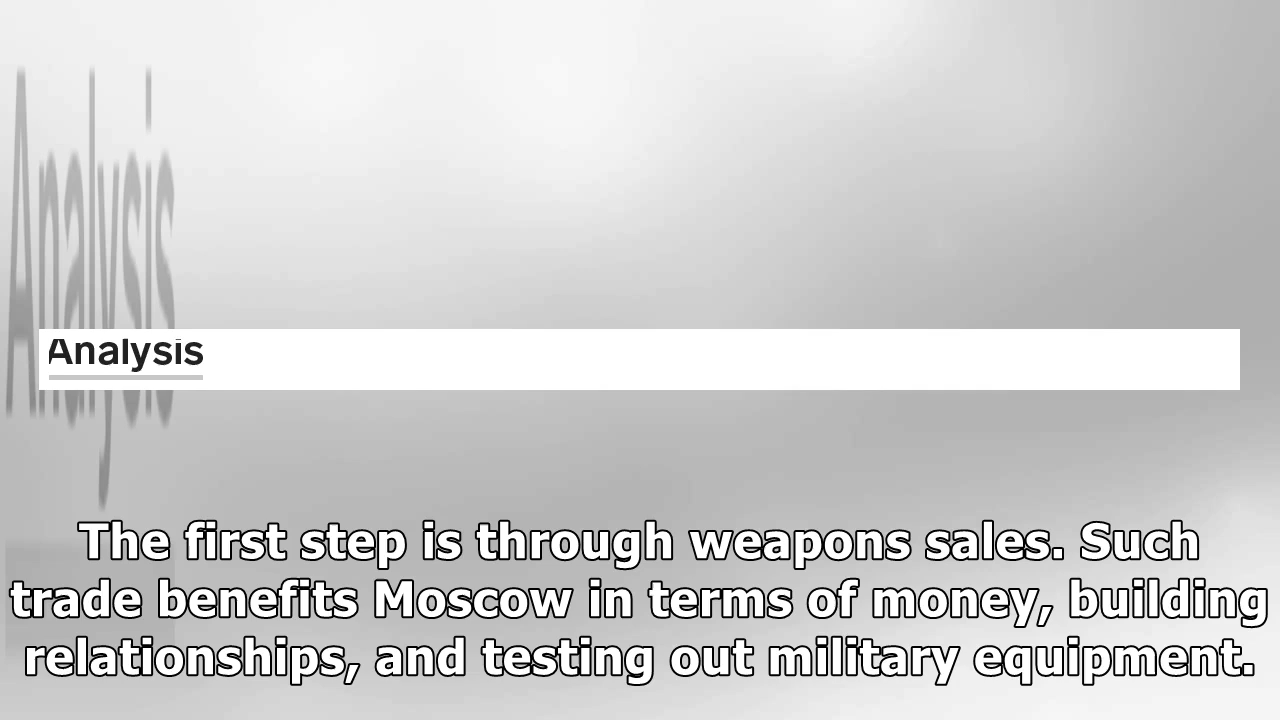 Analysis
Analysis
The first step is through weapons sales. Such
trade benefits Moscow in terms of money, building
relationships, and testing out military equipment.